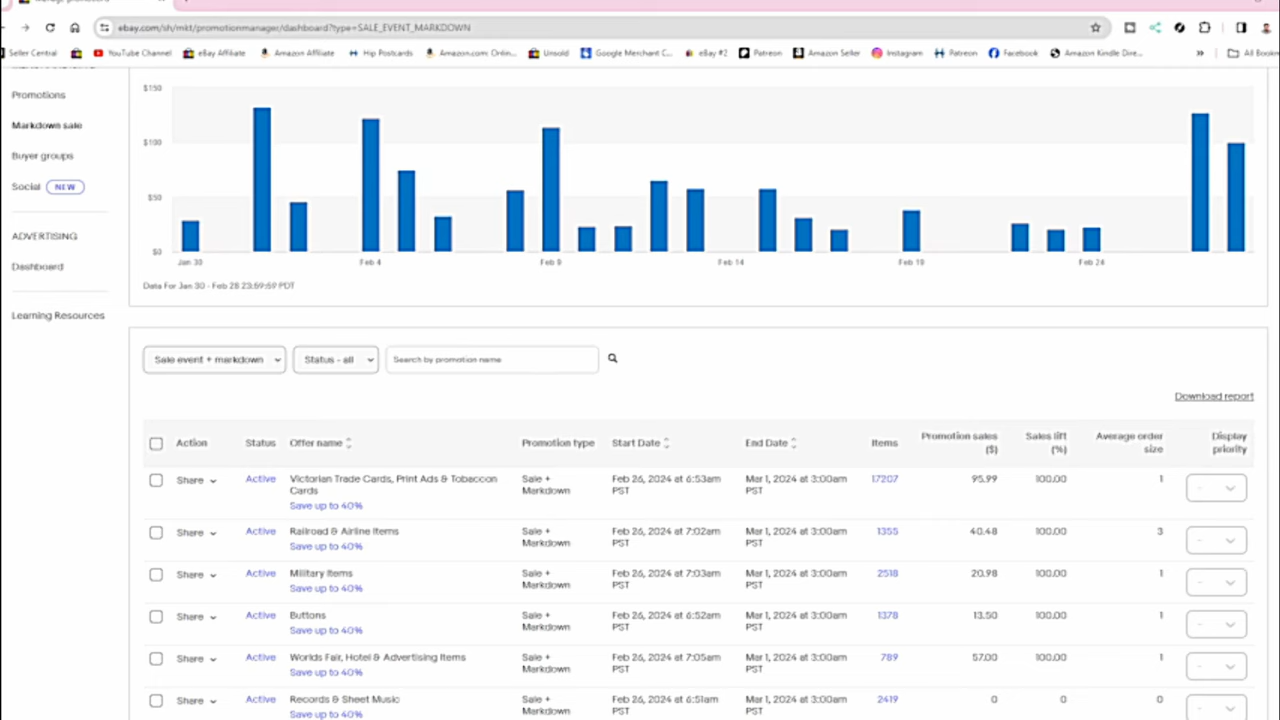 ebay.com/sh/mkt/promotionmanager/dashboard?type=SALE_EVENT_MARKDOWN
Seller Central YouTube Channel eBay Affiliate Amazon Affiliate Hip Postcards Amazon.com: Onlin... Unsold Google Merchant C... eBay #2 Patreon Amazon Seller Instagram Patreon Facebook Amazon Kindle Dire... » All Bookm
Promotions
Markdown sale
Buyer groups
Social NEW
ADVERTISING
Dashboard
Learning Resources
$150
$100
$50
$0
Jan 30 Feb 4 Feb 9 Feb 14 Feb 19 Feb 24
Data For Jan 30 - Feb 28 23:59:59 PDT
Sale event + markdown Status - all Search by promotion name
Download report
Action Status Offer name Promotion type Start Date End Date Items Promotion sales ($) Sales lift (%) Average order size Display priority
Share Active Victorian Trade Cards, Print Ads & Tobaccon Sale + Feb 26, 2024 at 6:53am Mar 1, 2024 at 3:00am 17207 95.99 100.00 1
Cards Markdown PST PST
Save up to 40%
Share Active Railroad & Airline Items Sale + Feb 26, 2024 at 7:02am Mar 1, 2024 at 3:00am 1355 40.48 100.00 3
Save up to 40% Markdown PST PST
Share Active Military Items Sale + Feb 26, 2024 at 7:03am Mar 1, 2024 at 3:00am 2518 20.98 100.00 1
Save up to 40% Markdown PST PST
Share Active Buttons Sale + Feb 26, 2024 at 6:52am Mar 1, 2024 at 3:00am 1378 13.50 100.00 1
Save up to 40% Markdown PST PST
Share Active Worlds Fair, Hotel & Advertising Items Sale + Feb 26, 2024 at 7:05am Mar 1, 2024 at 3:00am 789 57.00 100.00 1
Save up to 40% Markdown PST PST
Share Active Records & Sheet Music Sale + Feb 26, 2024 at 6:51am Mar 1, 2024 at 3:00am 2419 0 0 0
Save up to 40% Markdown PST PST